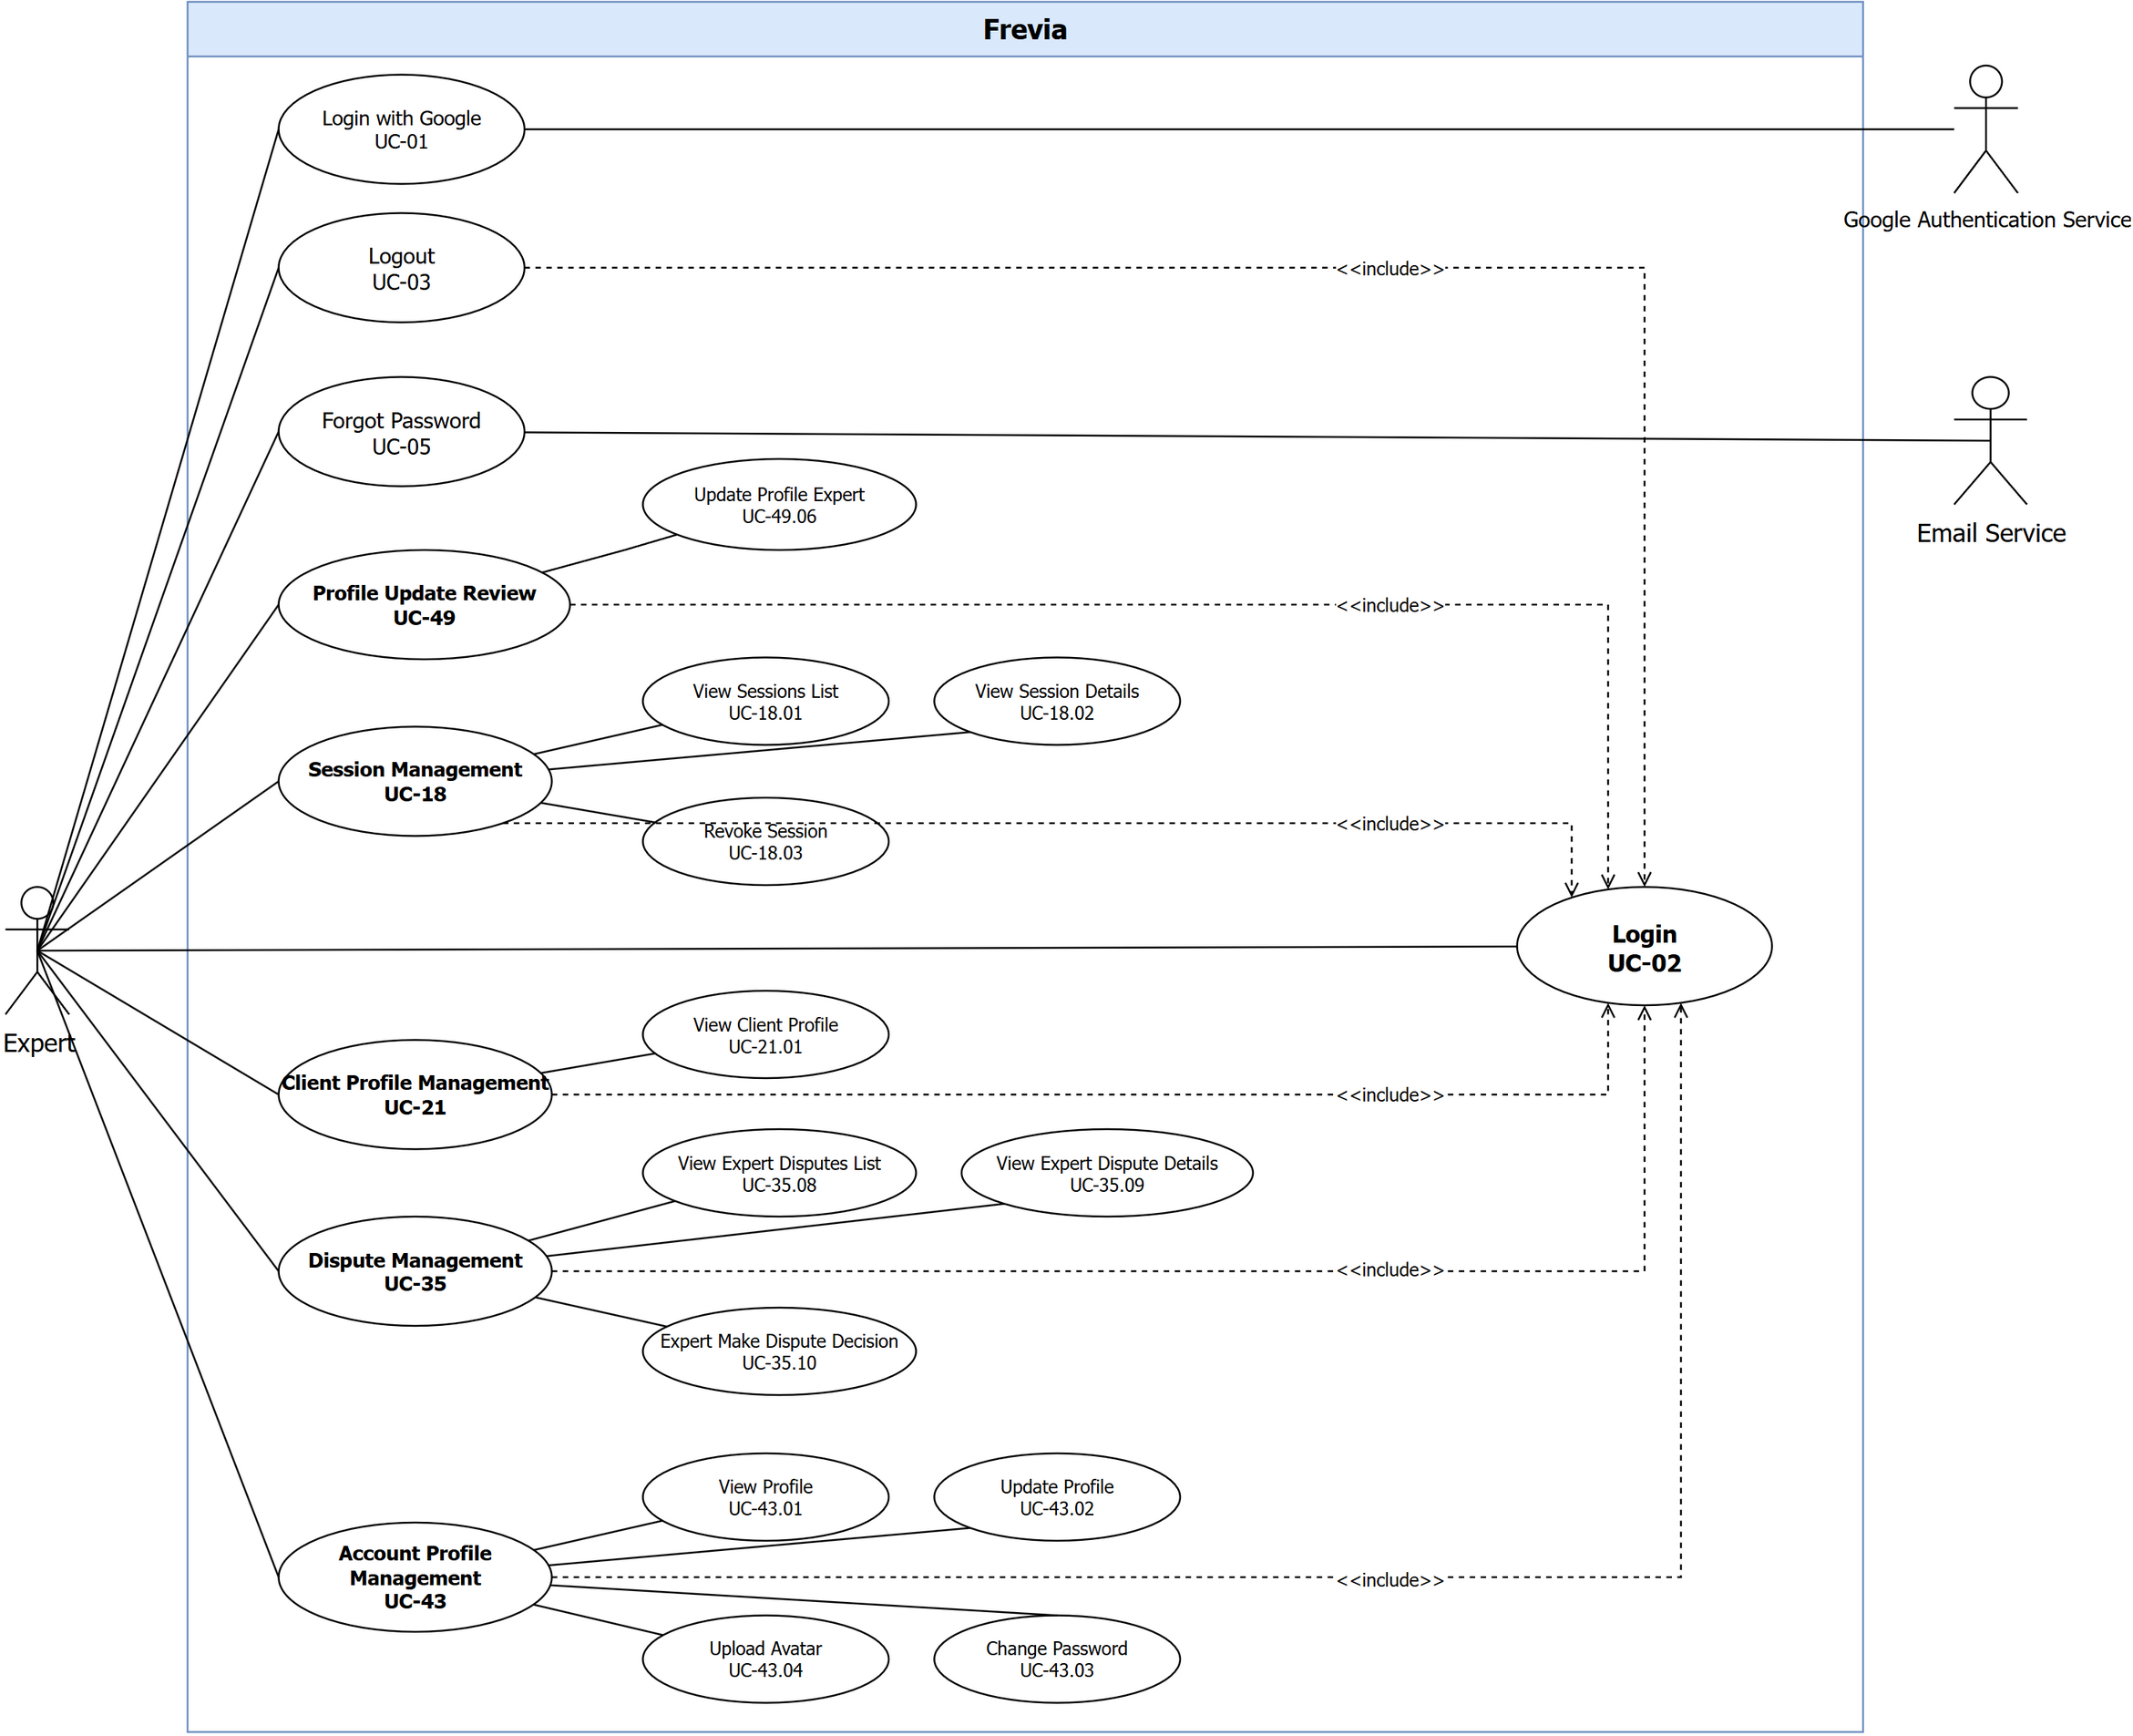 Frevia
Login with Google
UC-01
Google Authentication Service
Logout
UC-03
<<include>>
Forgot Password
UC-05
Email Service
Update Profile Expert
UC-49.06
Profile Update Review
UC-49
<<include>>
View Sessions List
UC-18.01
View Session Details
UC-18.02
Session Management
UC-18
Revoke Session
UC-18.03
<<include>>
Login
UC-02
Expert
View Client Profile
UC-21.01
Client Profile Management
UC-21
<<include>>
View Expert Disputes List
UC-35.08
View Expert Dispute Details
UC-35.09
Dispute Management
UC-35
<<include>>
Expert Make Dispute Decision
UC-35.10
View Profile
UC-43.01
Update Profile
UC-43.02
Account Profile
Management
UC-43
<<include>>
Upload Avatar
UC-43.04
Change Password
UC-43.03